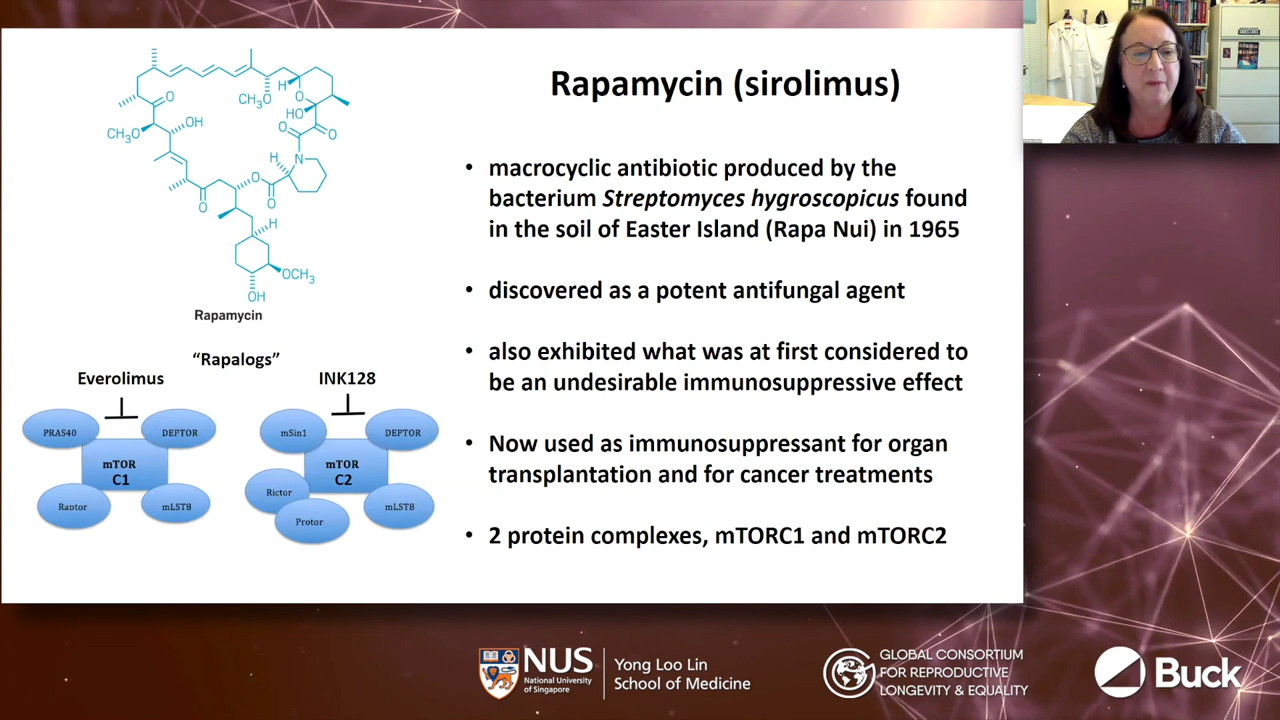 Rapamycin (sirolimus)
• macrocyclic antibiotic produced by the
bacterium Streptomyces hygroscopicus found
in the soil of Easter Island (Rapa Nui) in 1965
• discovered as a potent antifungal agent
• also exhibited what was at first considered to
be an undesirable immunosuppressive effect
• Now used as immunosuppressant for organ
transplantation and for cancer treatments
• 2 protein complexes, mTORC1 and mTORC2
H
O
OCH3
O
HO
O
OH
CH3O
O
O
N
H
O
O
O
H
OCH3
OH
Rapamycin
“Rapalogs”
Everolimus
INK128
PRAS40
DEPTOR
mTOR
C1
Raptor
mLST8
mSin1
DEPTOR
mTOR
C2
Rictor
Protor
mLST8
NUS
National University
of Singapore
Yong Loo Lin
School of Medicine
GLOBAL CONSORTIUM
FOR REPRODUCTIVE
LONGEVITY & EQUALITY
Buck